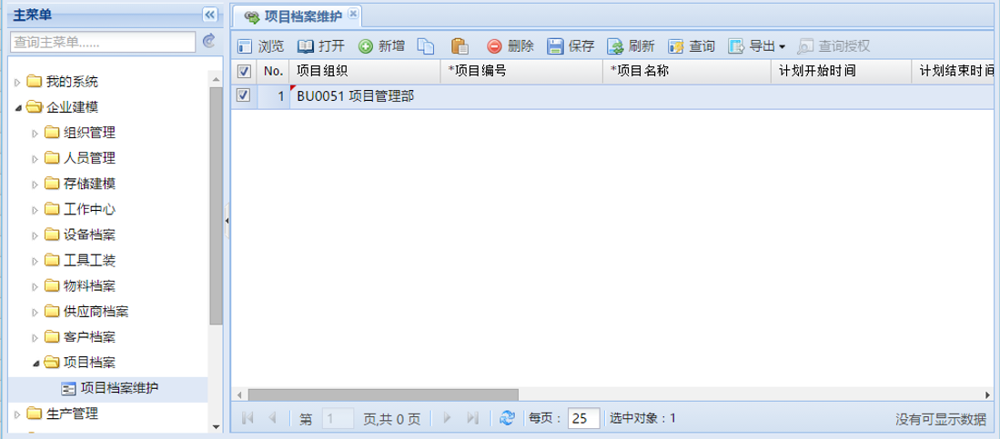 主菜单
查询主菜单......
我的系统
企业建模
组织管理
人员管理
存储建模
工作中心
设备档案
工具工装
物料档案
供应商档案
客户档案
项目档案
项目档案维护
生产管理
项目档案维护
浏览 打开 新增 删除 保存 刷新 查询 导出 查询授权
No. 项目组织 *项目编号 *项目名称 计划开始时间 计划结束时间
1 BU0051 项目管理部
第 1 页,共 0 页 每页： 25 选中对象：1 没有可显示数据